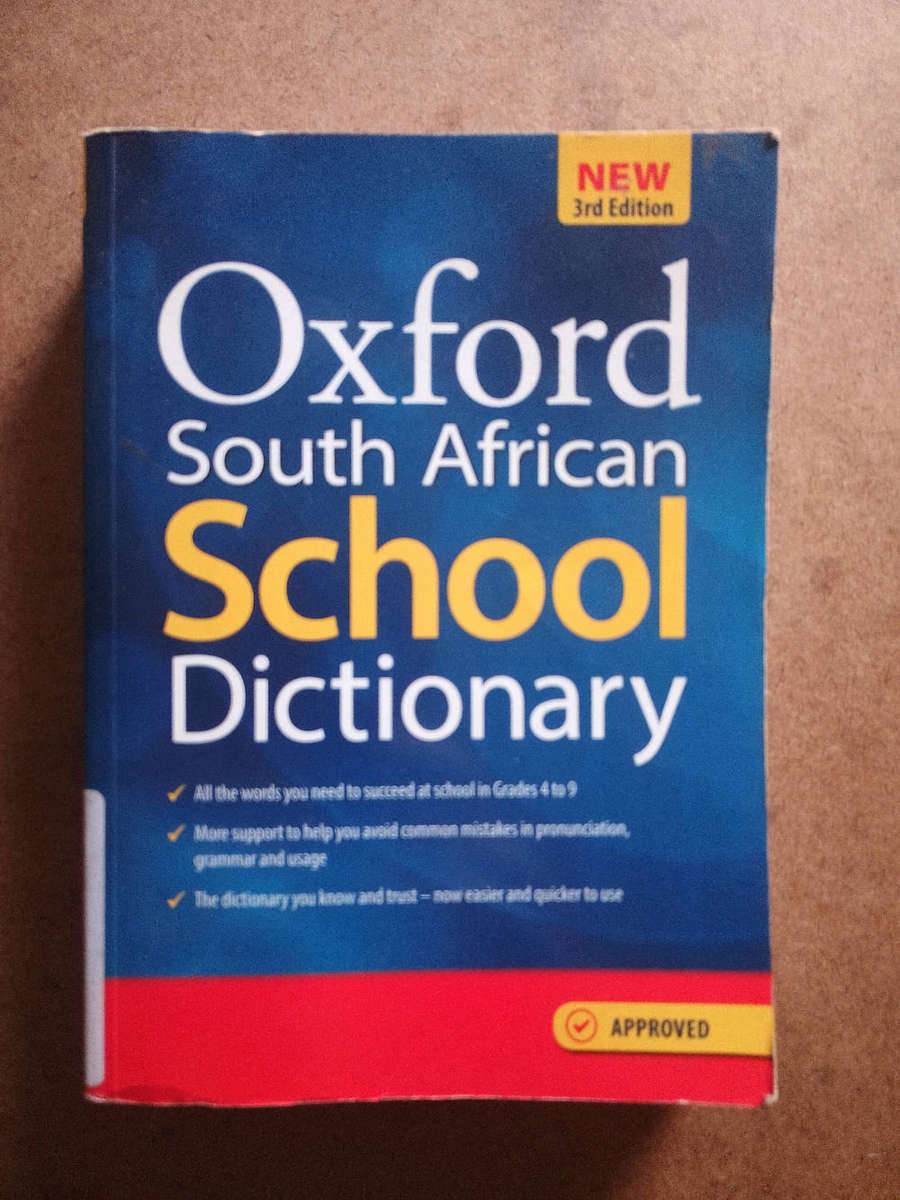 NEW
3rd Edition
Oxford
South African
School
Dictionary
All the words you need to succeed at school in Grades 4 to 9
More support to help you avoid common mistakes in pronunciation,
grammar and usage
The dictionary you know and trust – now easier and quicker to use
APPROVED